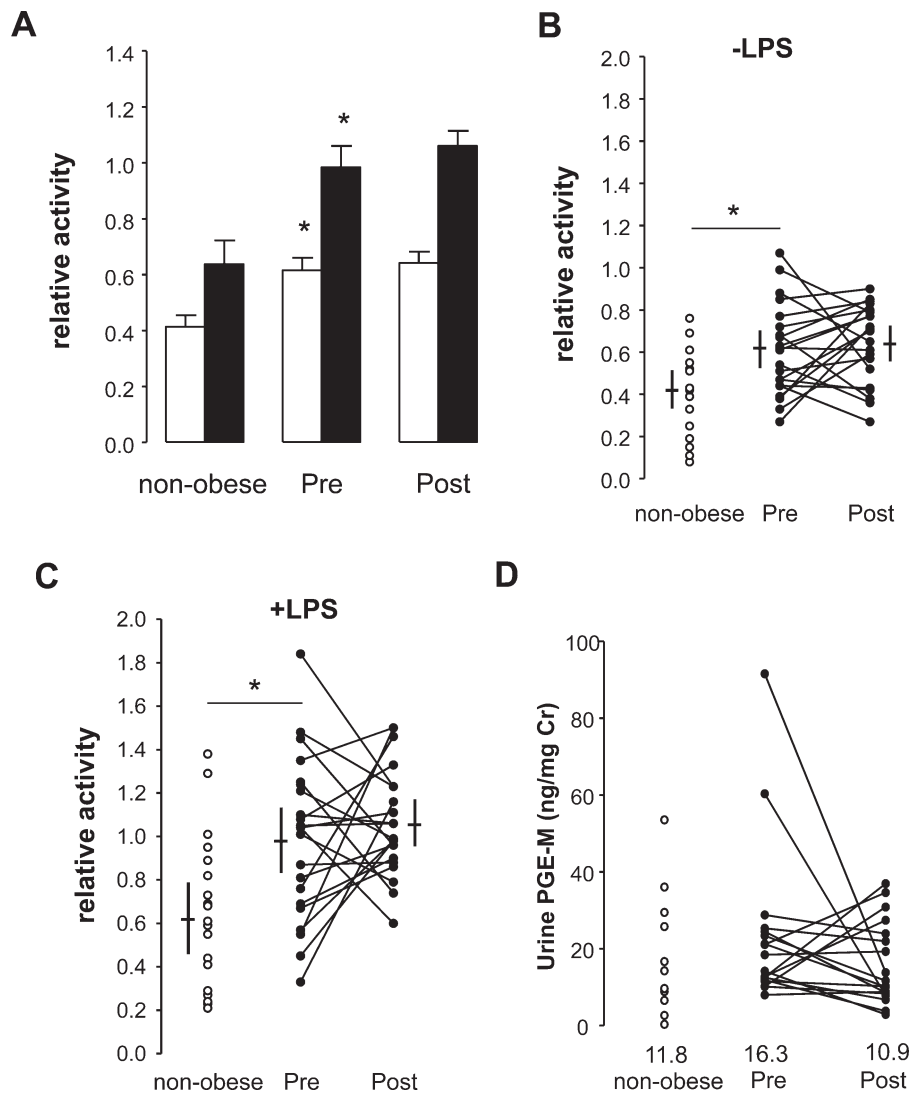 A
relative activity
1.4
1.2
1.0
0.8
0.6
0.4
0.2
0.0
*
*
non-obese Pre Post
B
-LPS
relative activity
2.0
1.8
1.6
1.4
1.2
1.0
0.8
0.6
0.4
0.2
0.0
*
non-obese Pre Post
C
+LPS
relative activity
2.0
1.8
1.6
1.4
1.2
1.0
0.8
0.6
0.4
0.2
0.0
*
non-obese Pre Post
D
Urine PGE-M (ng/mg Cr)
100
80
60
40
20
0
11.8 16.3 10.9
non-obese Pre Post